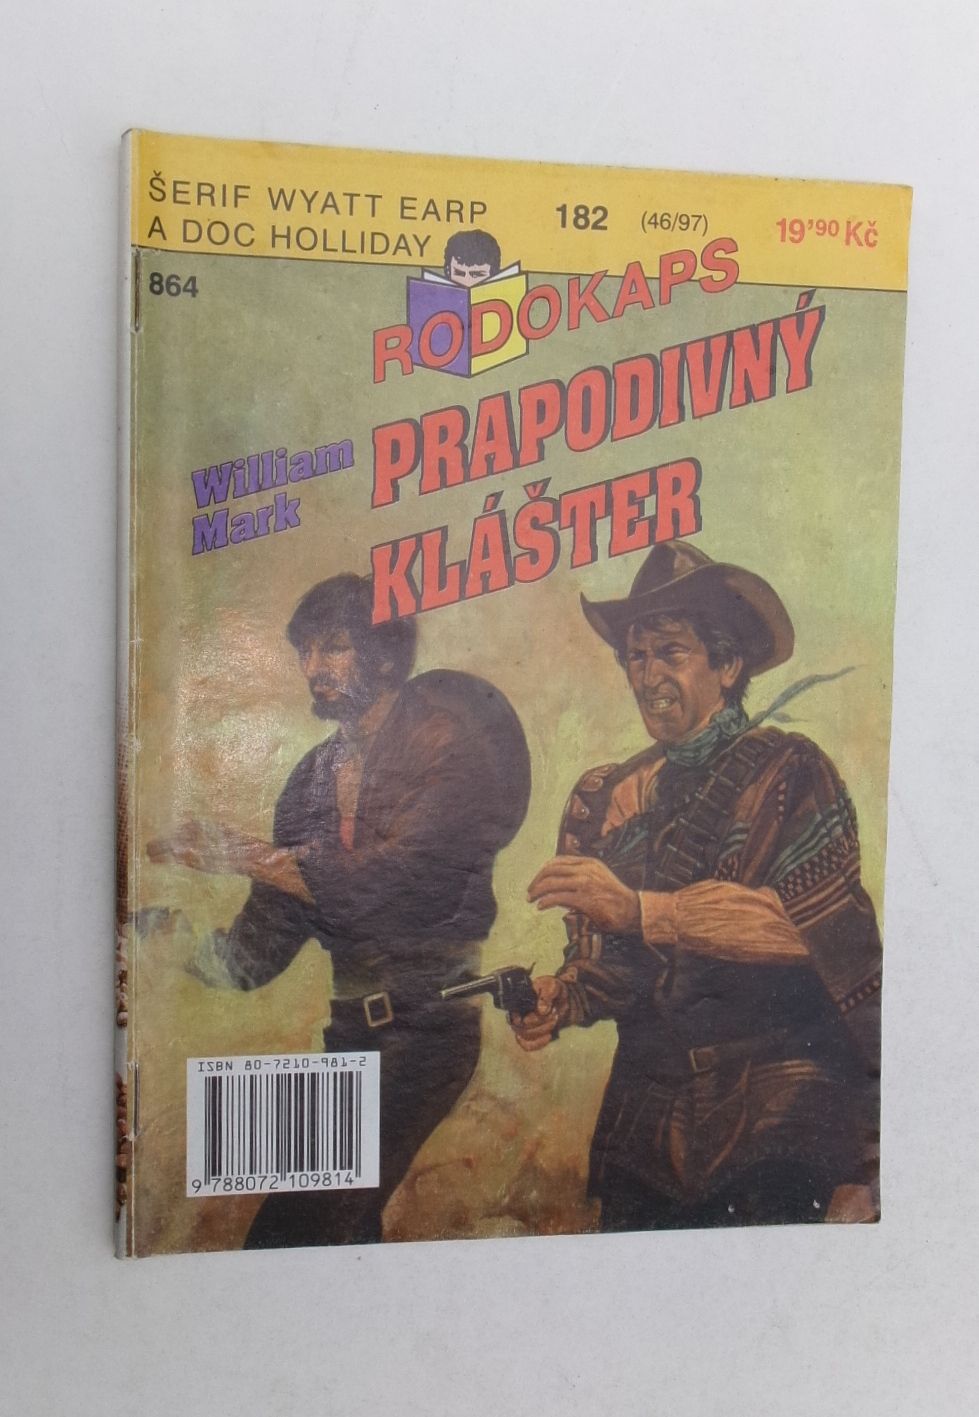 ŠERIF WYATT EARP
A DOC HOLLIDAY
182 (46/97)
19'90 Kč
864
RODOKAPS
PRAPODIVNÝ
KLÁŠTER
William
Mark
ISBN 80-7210-981-2
9 788072 109814